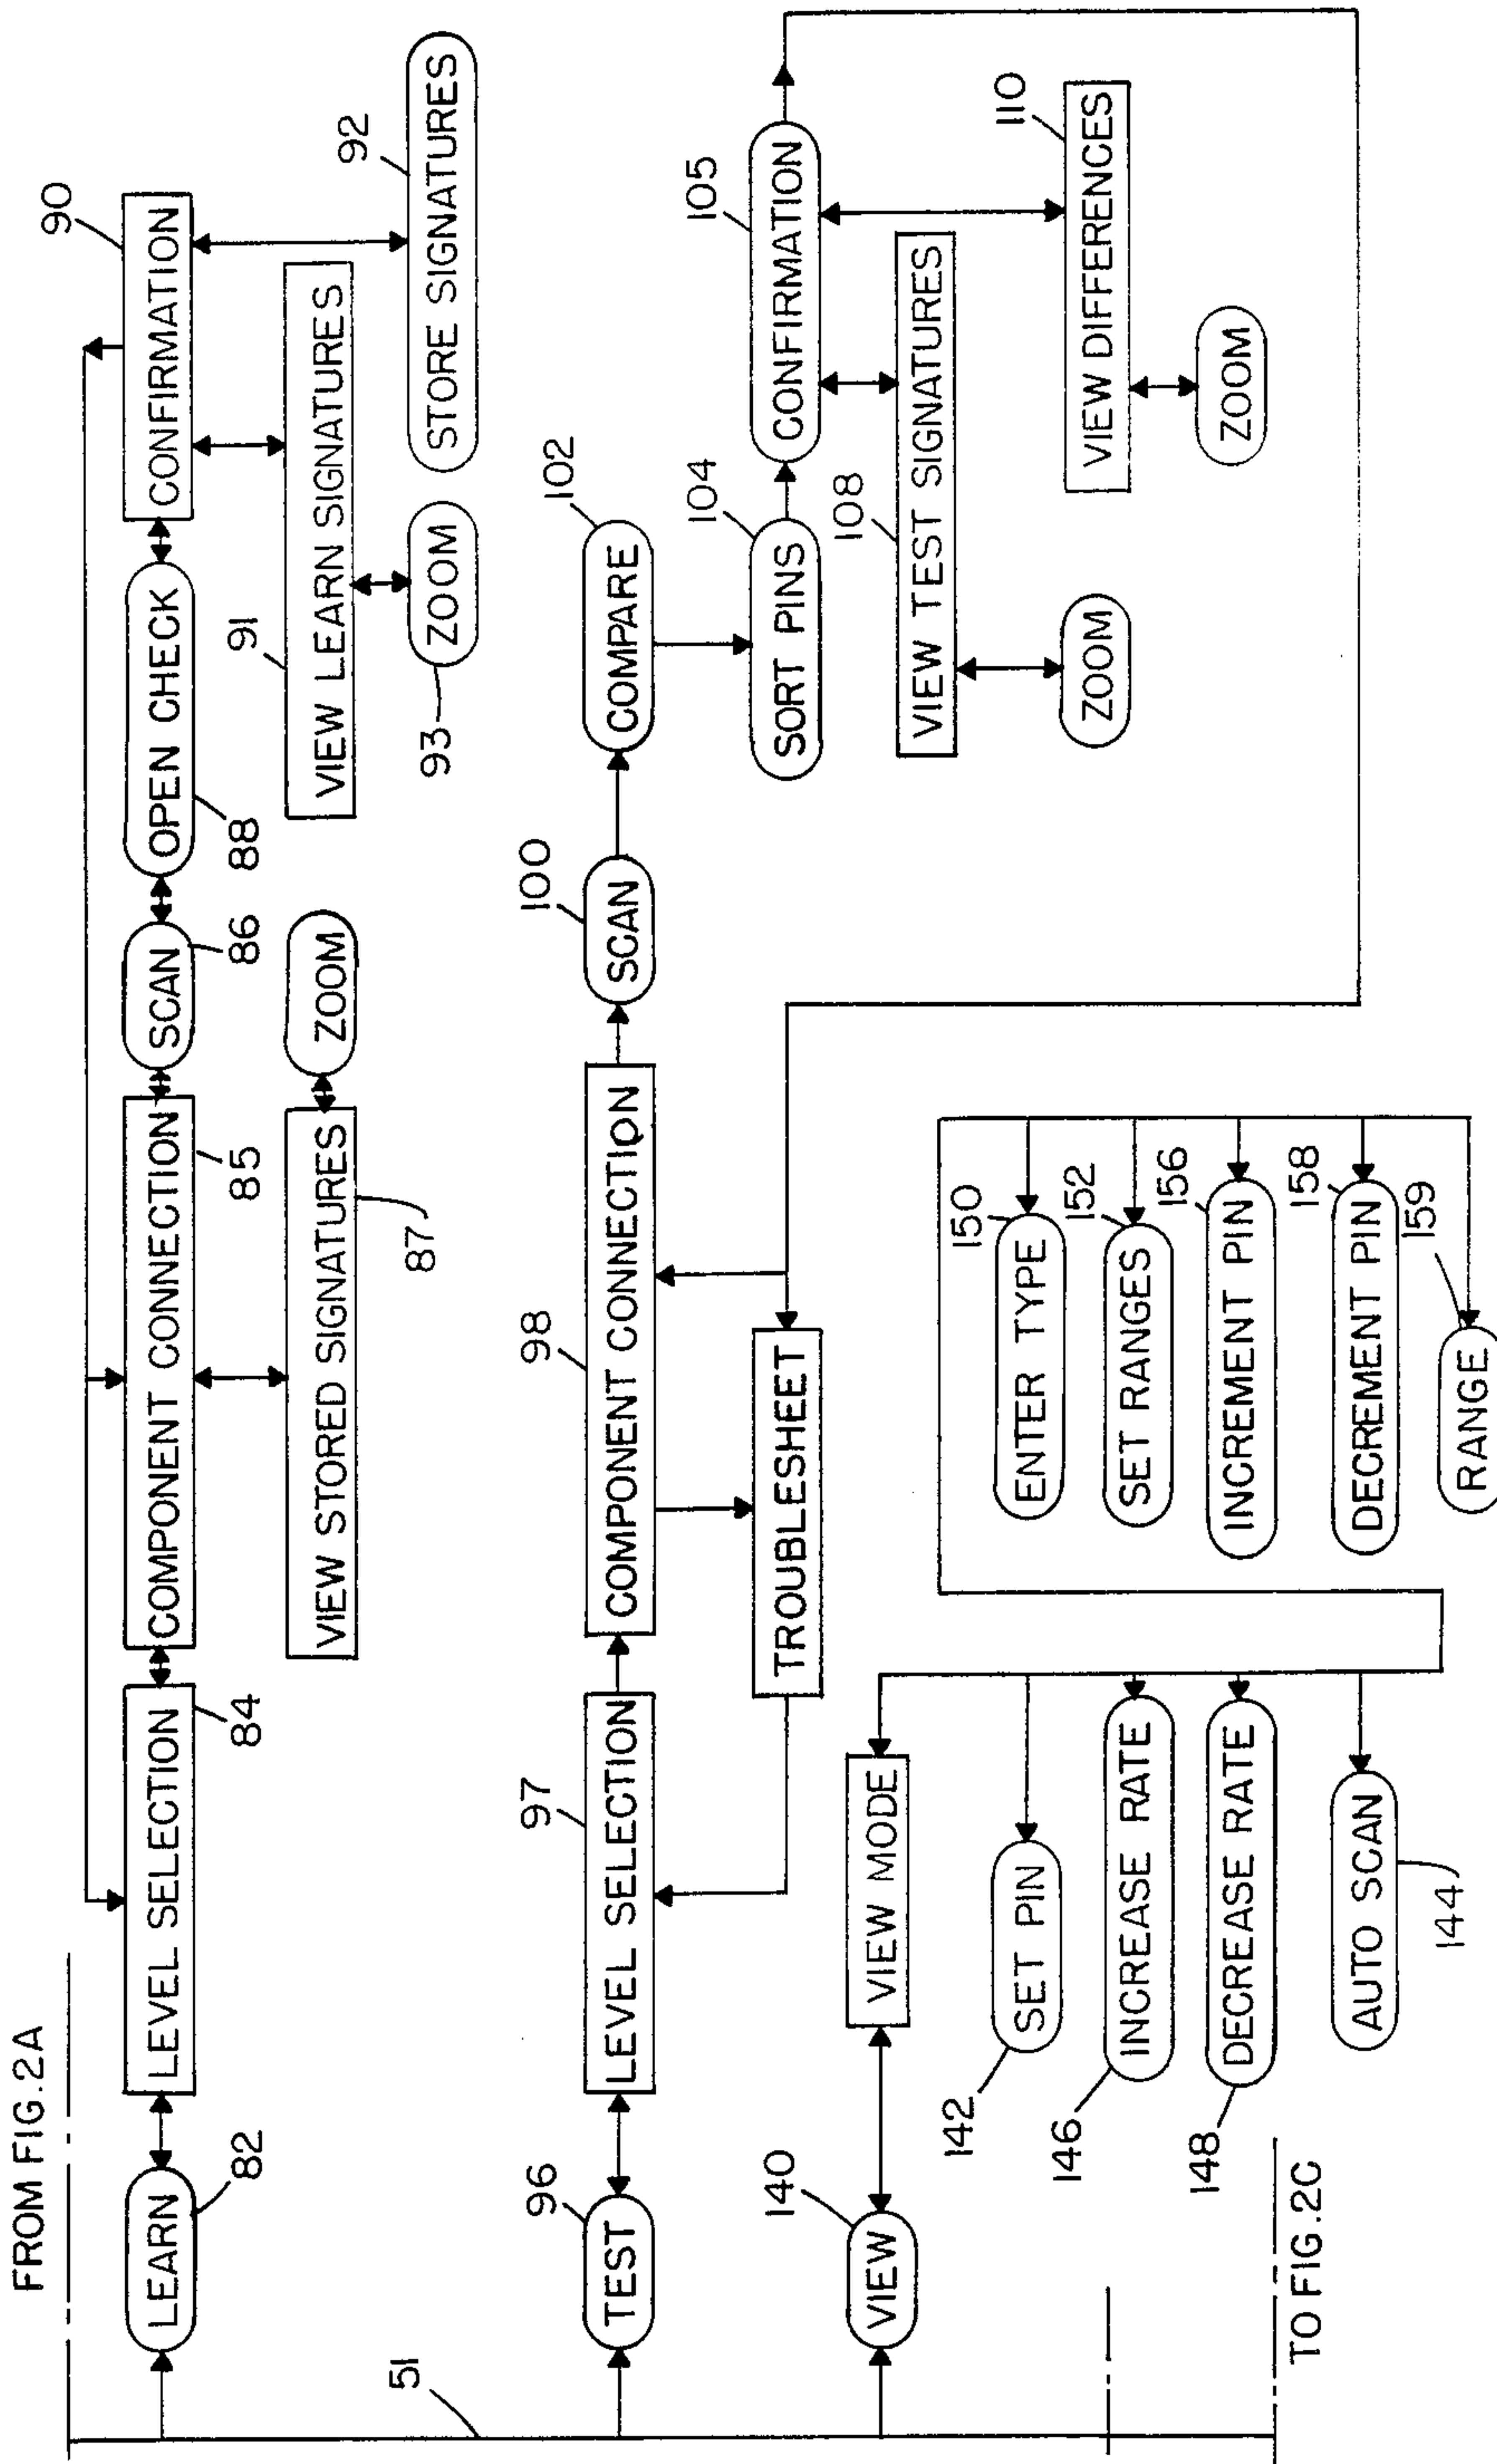 FROM FIG.2A
51
LEARN
82
LEVEL SELECTION
84
COMPONENT CONNECTION
85
SCAN
86
OPEN CHECK
88
CONFIRMATION
90
VIEW STORED SIGNATURES
87
ZOOM
VIEW LEARN SIGNATURES
91
ZOOM
93
STORE SIGNATURES
92
TEST
96
LEVEL SELECTION
97
COMPONENT CONNECTION
98
SCAN
100
COMPARE
102
TROUBLESHEET
SORT PINS
104
CONFIRMATION
105
VIEW TEST SIGNATURES
108
ZOOM
VIEW DIFFERENCES
110
ZOOM
VIEW
140
VIEW MODE
SET PIN
142
INCREASE RATE
146
DECREASE RATE
148
AUTO SCAN
144
ENTER TYPE
150
SET RANGES
152
INCREMENT PIN
156
DECREMENT PIN
158
RANGE
159
TO FIG.2C